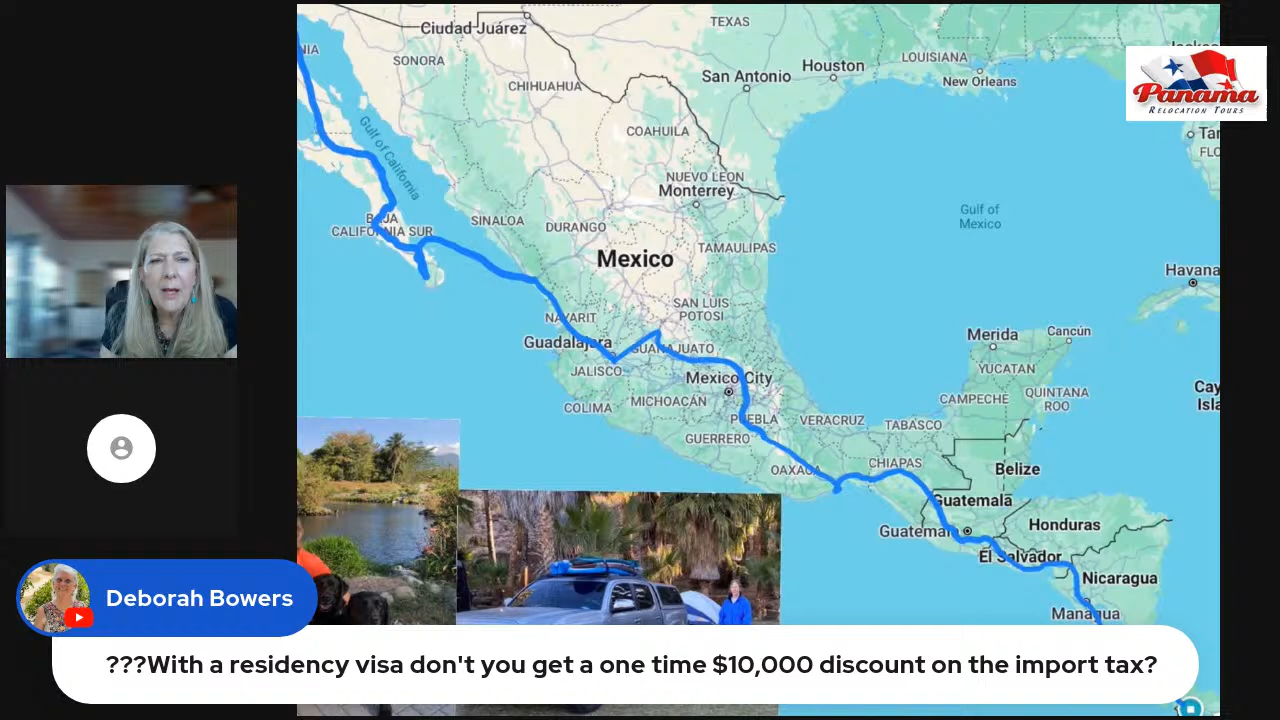 Ciudad Juárez
TEXAS
NIA
SONORA
CHIHUAHUA
San Antonio
Houston
LOUISIANA
New Orleans
Panama
RELOCATION TOURS
COAHUILA
Gulf of California
NUEVO LEON
Monterrey
Gulf of
Mexico
BAJA
CALIFORNIA SUR
SINALOA
DURANGO
TAMAULIPAS
Mexico
Havana
SAN LUIS
POTOSI
NAYARIT
Guadalajara
GUANAJUATO
Merida
Cancún
JALISCO
YUCATAN
Mexico City
MICHOACÁN
CAMPECHE
QUINTANA
ROO
COLIMA
PUEBLA
VERACRUZ
TABASCO
GUERRERO
OAXACA
CHIAPAS
Belize
Guatemala
Honduras
El Salvador
Nicaragua
Managua
Deborah Bowers
???With a residency visa don't you get a one time $10,000 discount on the import tax?